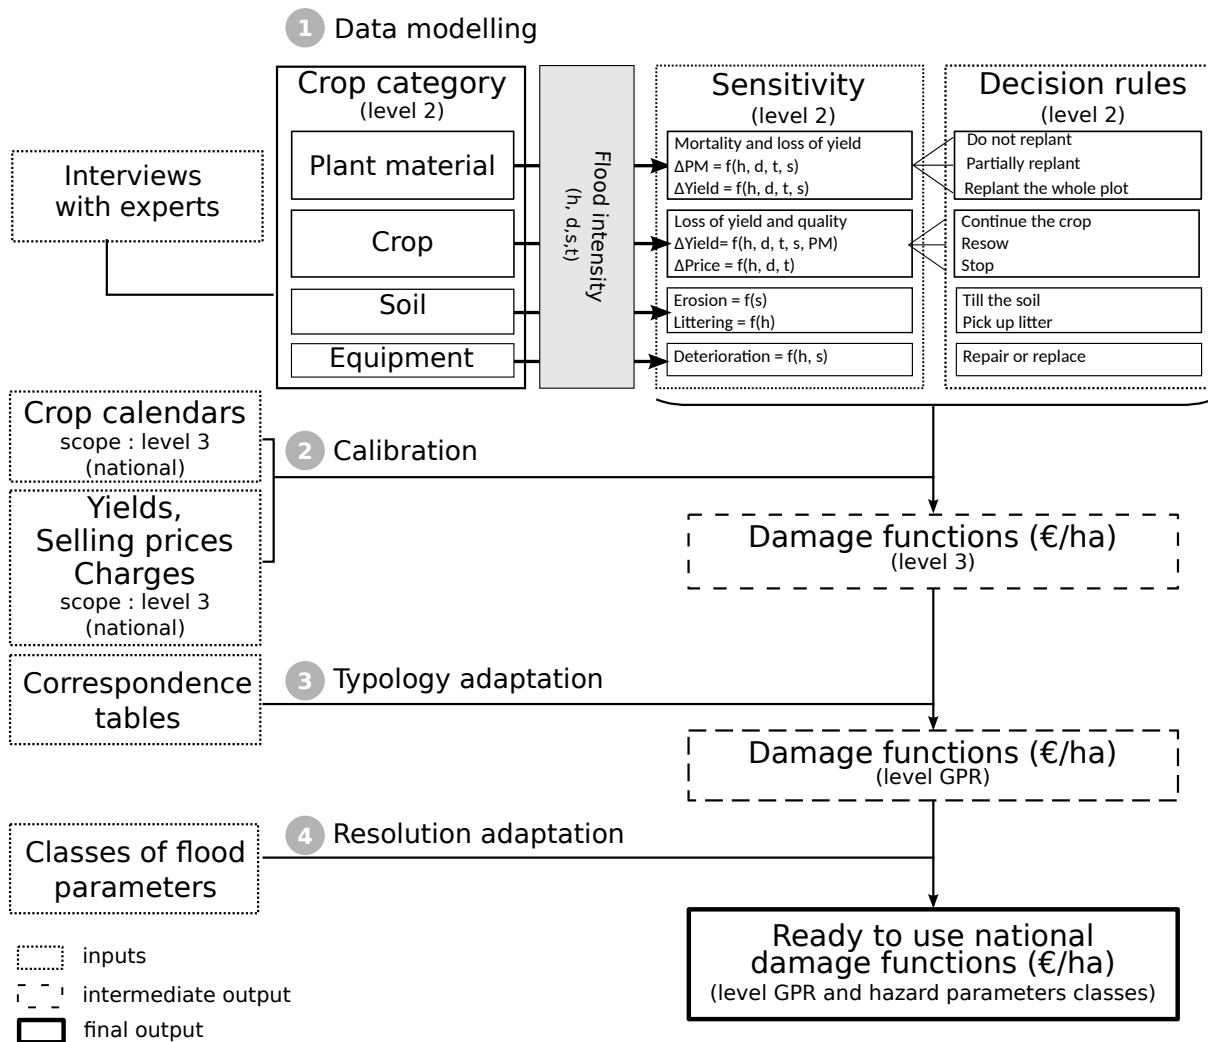 1 Data modelling
Crop category
(level 2)
Plant material
Crop
Soil
Equipment
Flood intensity
(h, d,s,t)
Sensitivity
(level 2)
Mortality and loss of yield
ΔPM = f(h, d, t, s)
ΔYield = f(h, d, t, s)
Loss of yield and quality
ΔYield= f(h, d, t, s, PM)
ΔPrice = f(h, d, t)
Erosion = f(s)
Littering = f(h)
Deterioration = f(h, s)
Decision rules
(level 2)
Do not replant
Partially replant
Replant the whole plot
Continue the crop
Resow
Stop
Till the soil
Pick up litter
Repair or replace
Interviews
with experts
Crop calendars
scope : level 3
(national)
Yields,
Selling prices
Charges
scope : level 3
(national)
2 Calibration
Damage functions (€/ha)
(level 3)
Correspondence
tables
3 Typology adaptation
Damage functions (€/ha)
(level GPR)
Classes of flood
parameters
4 Resolution adaptation
Ready to use national
damage functions (€/ha)
(level GPR and hazard parameters classes)
inputs
intermediate output
final output